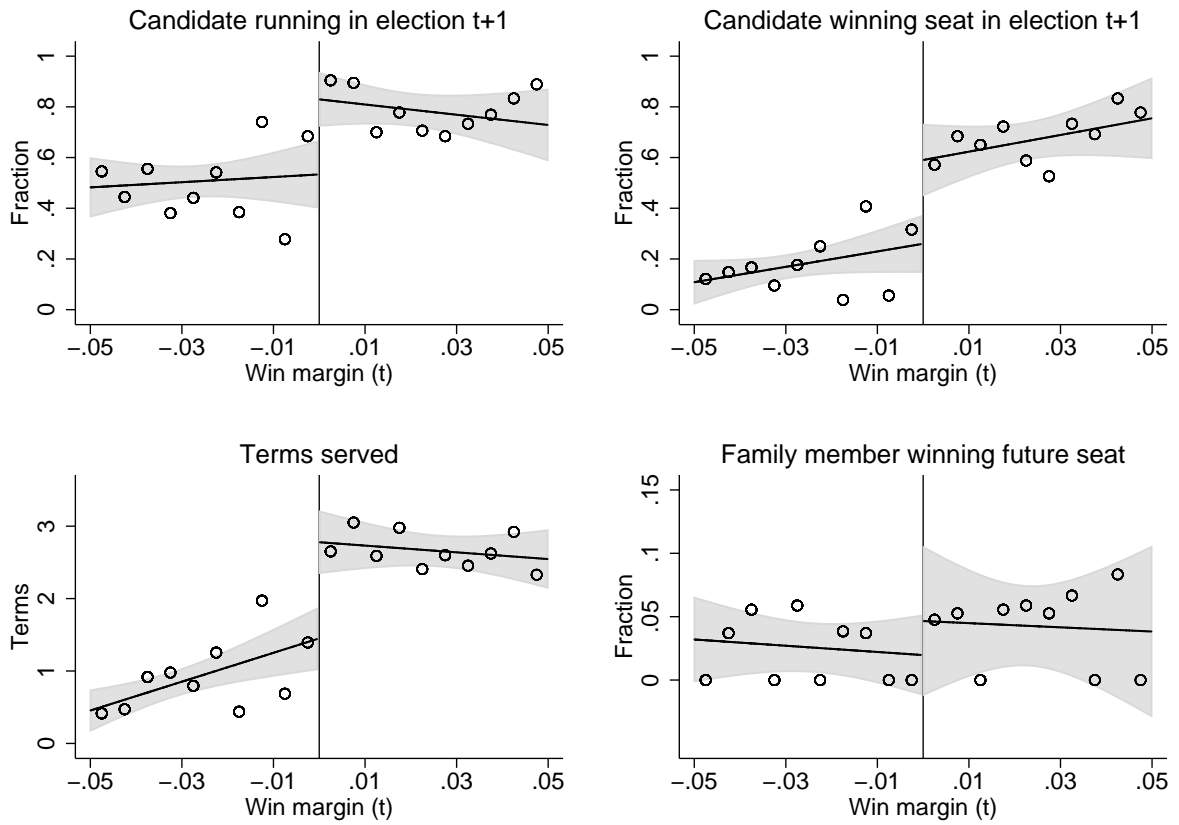 Candidate running in election t+1
Fraction
0 .2 .4 .6 .8 1
−.05 −.03 −.01 .01 .03 .05
Win margin (t)
Candidate winning seat in election t+1
Fraction
0 .2 .4 .6 .8 1
−.05 −.03 −.01 .01 .03 .05
Win margin (t)
Terms served
Terms
0 1 2 3
−.05 −.03 −.01 .01 .03 .05
Win margin (t)
Family member winning future seat
Fraction
0 .05 .1 .15
−.05 −.03 −.01 .01 .03 .05
Win margin (t)